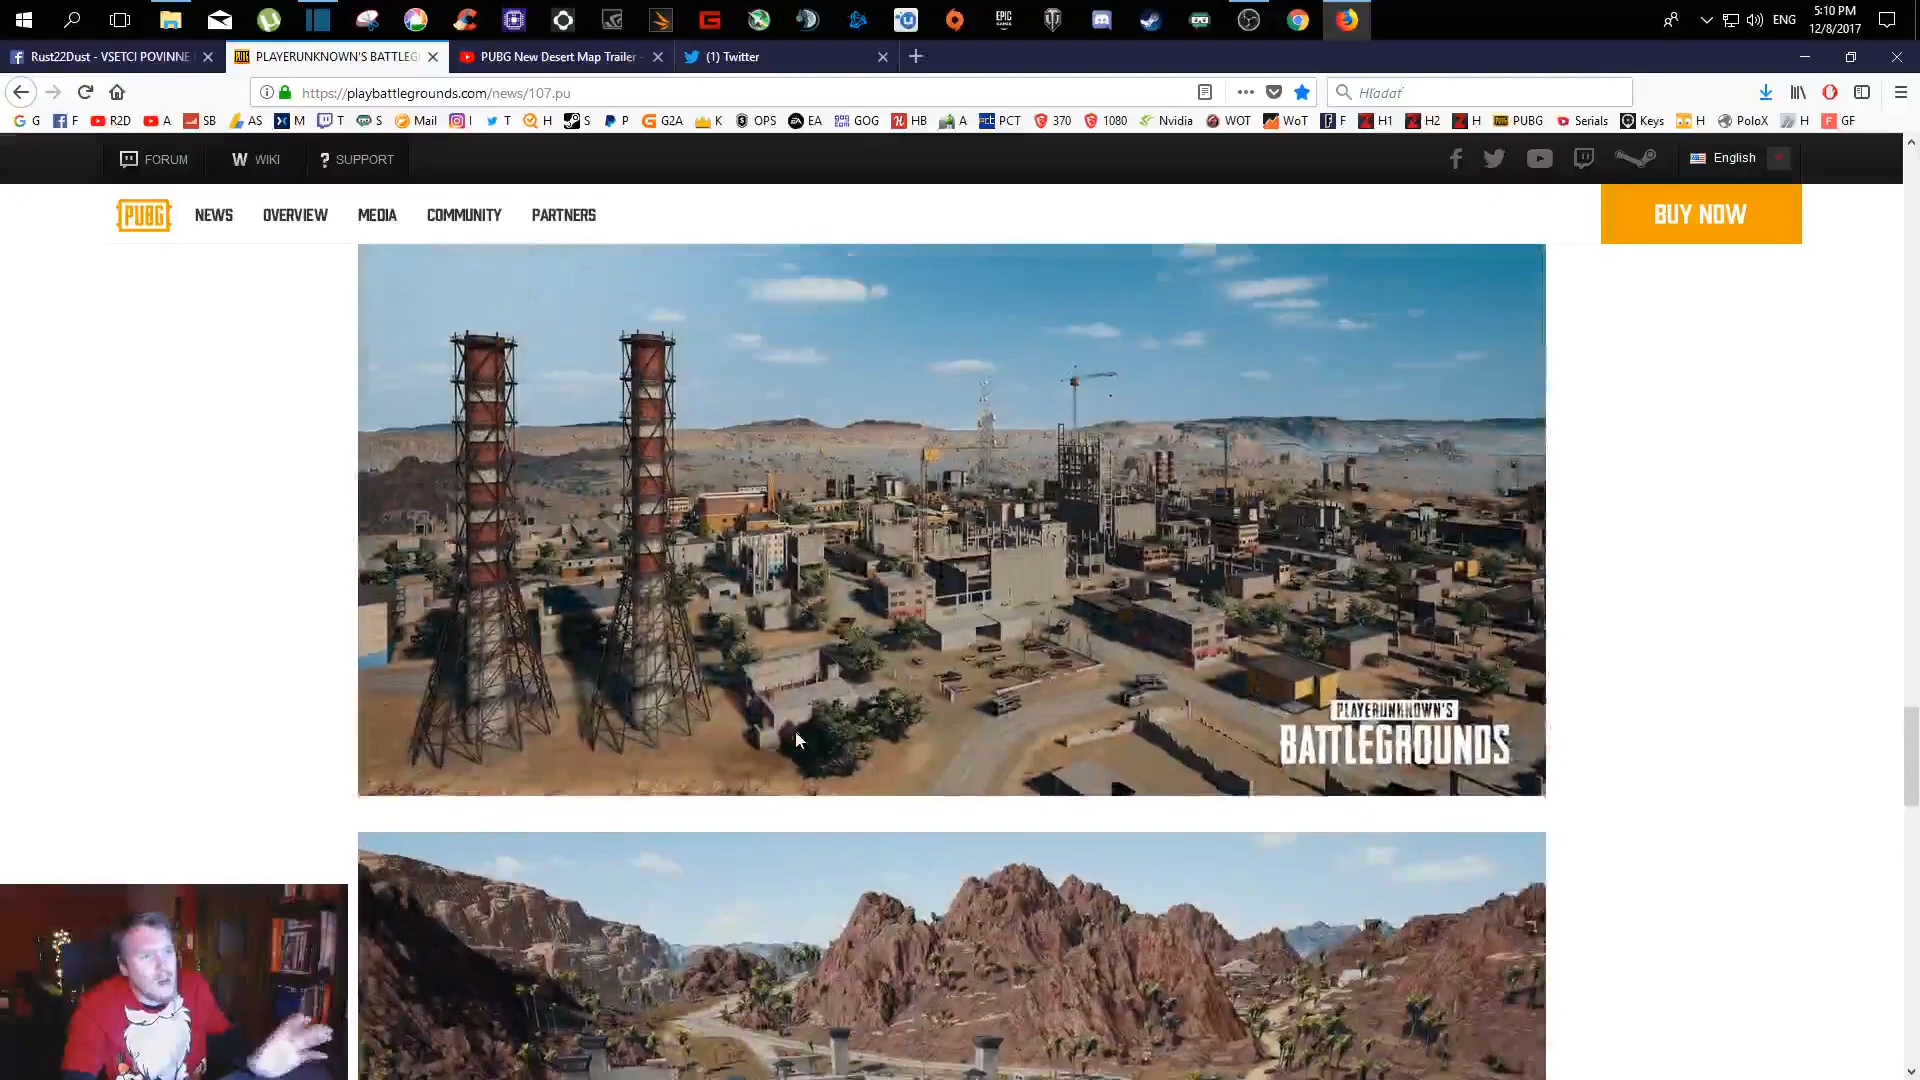 ENG
5:10 PM
12/8/2017
Rust22Dust - VSETCI POVINNE
PLAYERUNKNOWN'S BATTLEG
PUBG New Desert Map Trailer
(1) Twitter
https://playbattlegrounds.com/news/107.pu
Hľadať
G F R2D A SB AS M T S Mail I T H S P G2A K OPS EA GOG HB A PCT 370 1080 Nvidia WOT WoT F H1 H2 H PUBG Serials Keys H PoloX H GF
FORUM WIKI SUPPORT English
PUBG NEWS OVERVIEW MEDIA COMMUNITY PARTNERS BUY NOW
PLAYERUNKNOWN'S
BATTLEGROUNDS